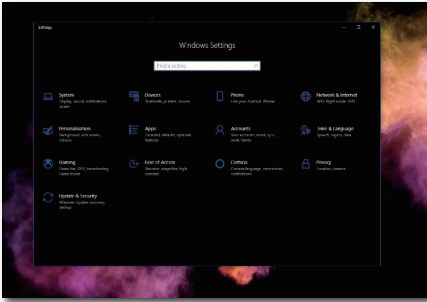 Settings
Windows Settings
Find a setting
System
Display, sound, notifications,
power
Devices
Bluetooth, printers, mouse
Phone
Link your Android, iPhone
Network & Internet
Wi-Fi, flight mode, VPN
Personalisation
Background, lock screen,
colours
Apps
Uninstall, defaults, optional
features
Accounts
Your accounts, email, sync,
work, family
Time & Language
Speech, region, date
Gaming
Game bar, DVR, broadcasting,
Game Mode
Ease of Access
Narrator, magnifier, high
contrast
Cortana
Cortana language, permissions,
notifications
Privacy
Location, camera
Update & Security
Windows Update, recovery,
backup